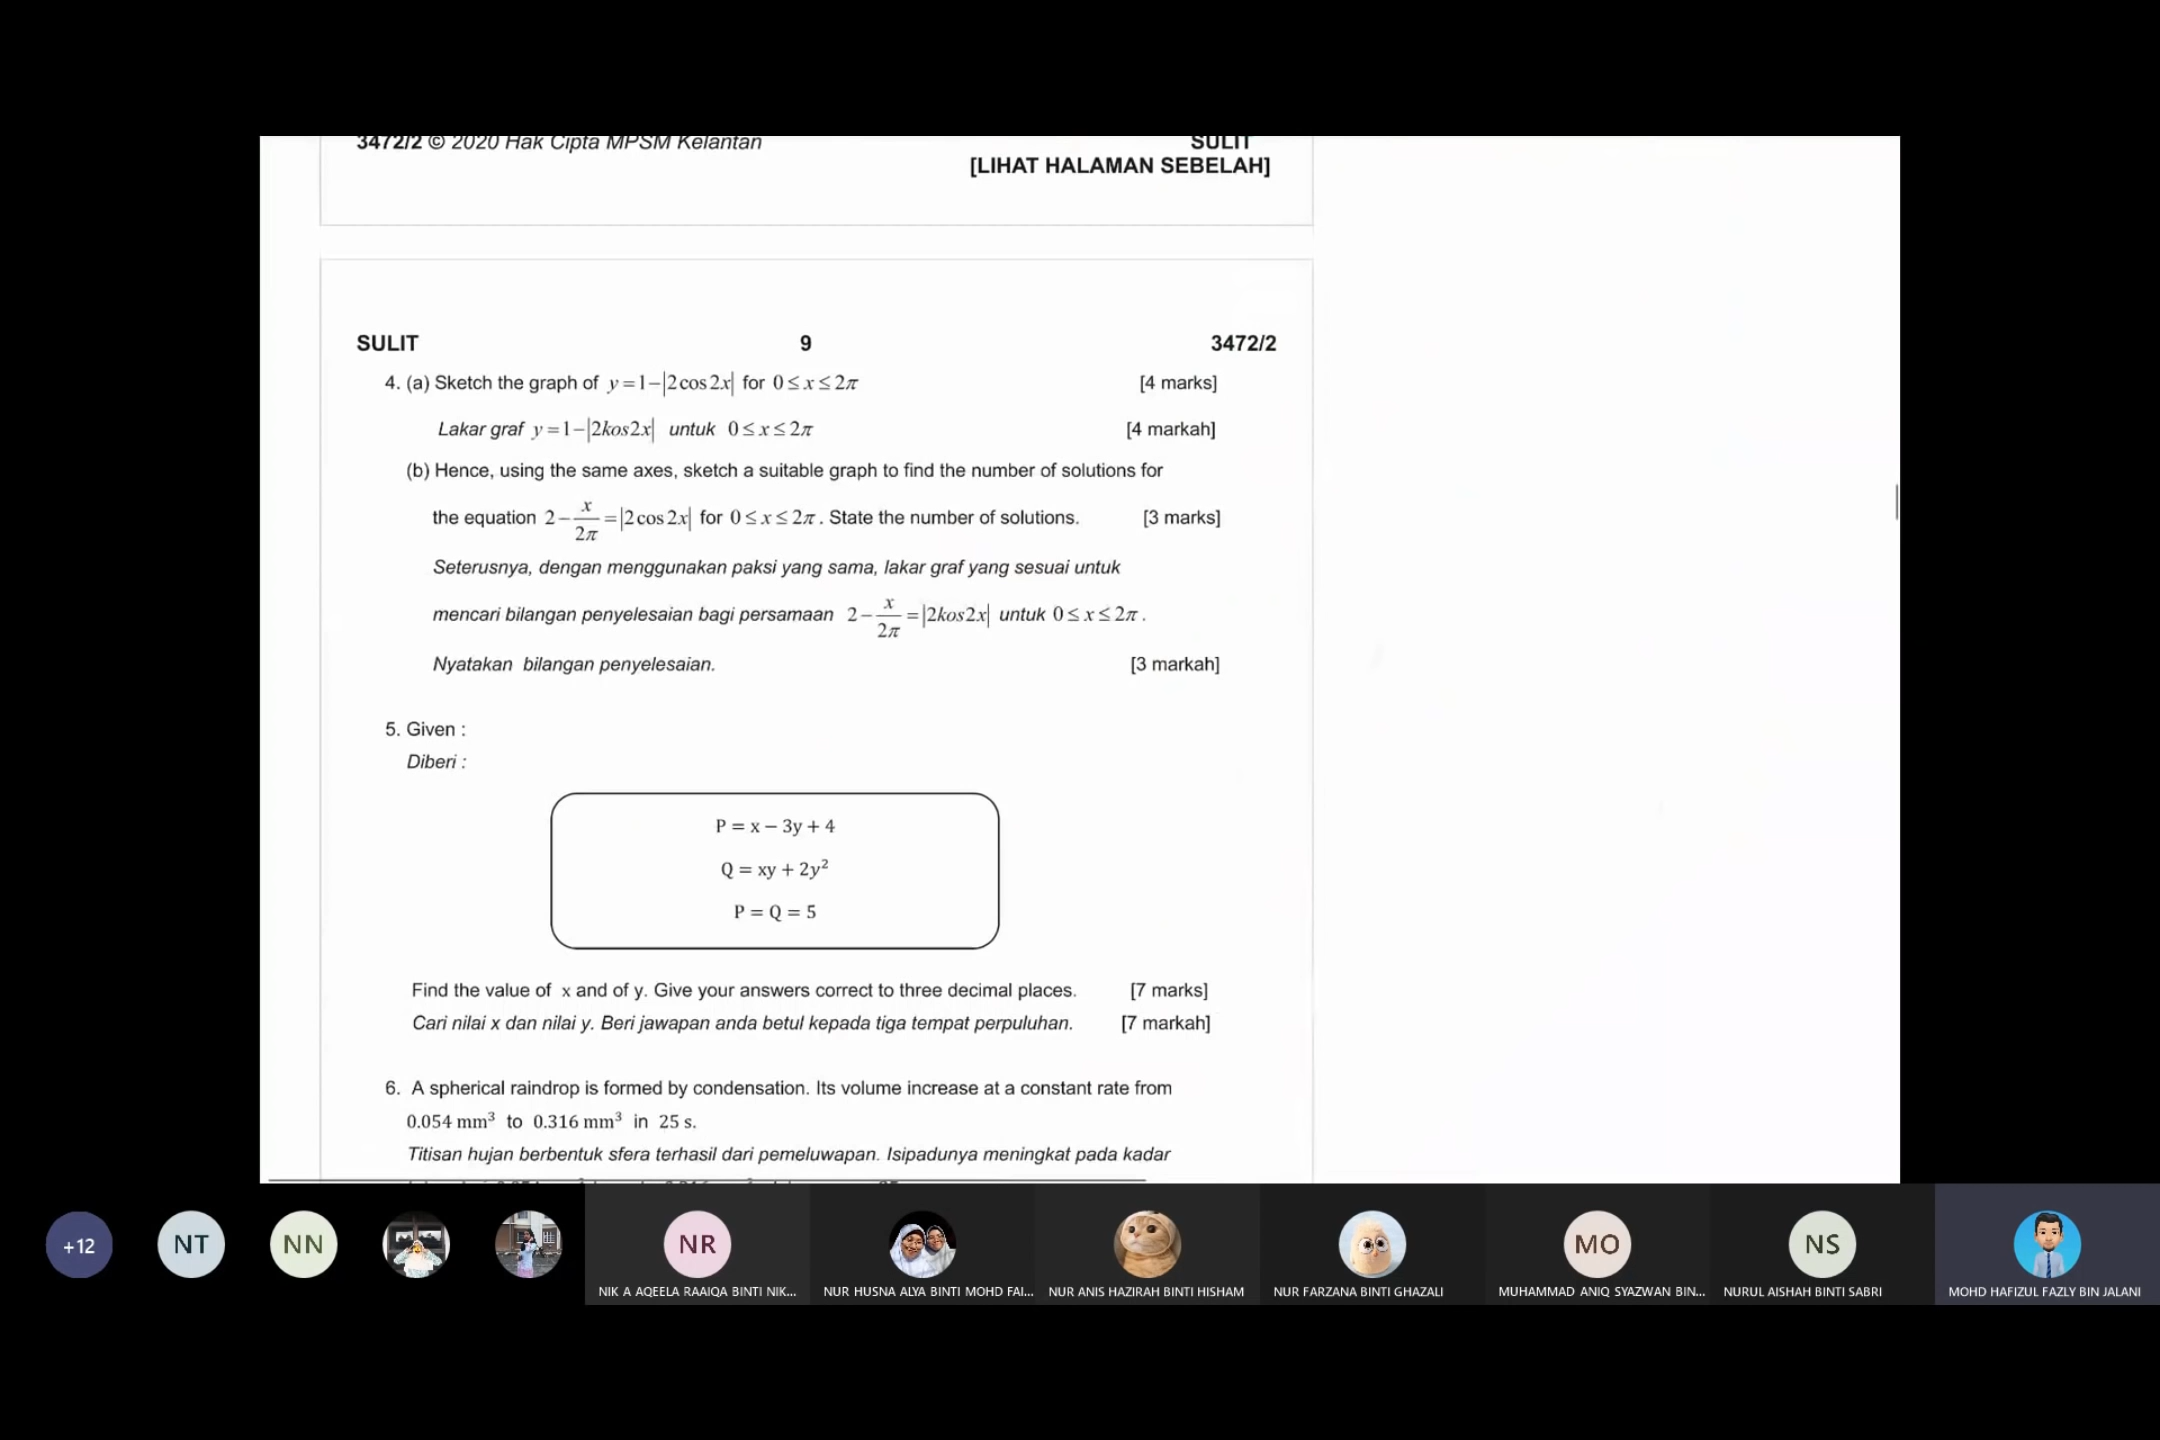 3472/2 © 2020 Hak Cipta MPSM Kelantan SULIT
[LIHAT HALAMAN SEBELAH]
SULIT 9 3472/2
4. (a) Sketch the graph of y=1−|2cos2x| for 0≤x≤2π [4 marks]
Lakar graf y=1−|2kos2x| untuk 0≤x≤2π [4 markah]
(b) Hence, using the same axes, sketch a suitable graph to find the number of solutions for
the equation 2−x/2π=|2cos2x| for 0≤x≤2π. State the number of solutions. [3 marks]
Seterusnya, dengan menggunakan paksi yang sama, lakar graf yang sesuai untuk
mencari bilangan penyelesaian bagi persamaan 2−x/2π=|2kos2x| untuk 0≤x≤2π.
Nyatakan bilangan penyelesaian. [3 markah]
5. Given :
Diberi :
P = x − 3y + 4
Q = xy + 2y²
P = Q = 5
Find the value of x and of y. Give your answers correct to three decimal places. [7 marks]
Cari nilai x dan nilai y. Beri jawapan anda betul kepada tiga tempat perpuluhan. [7 markah]
6. A spherical raindrop is formed by condensation. Its volume increase at a constant rate from
0.054 mm³ to 0.316 mm³ in 25 s.
Titisan hujan berbentuk sfera terhasil dari pemeluwapan. Isipadunya meningkat pada kadar
+12 NT NN NR MO NS
NIK A AQEELA RAAIQA BINTI NIK... NUR HUSNA ALYA BINTI MOHD FAI... NUR ANIS HAZIRAH BINTI HISHAM NUR FARZANA BINTI GHAZALI MUHAMMAD ANIQ SYAZWAN BIN... NURUL AISHAH BINTI SABRI MOHD HAFIZUL FAZLY BIN JALANI